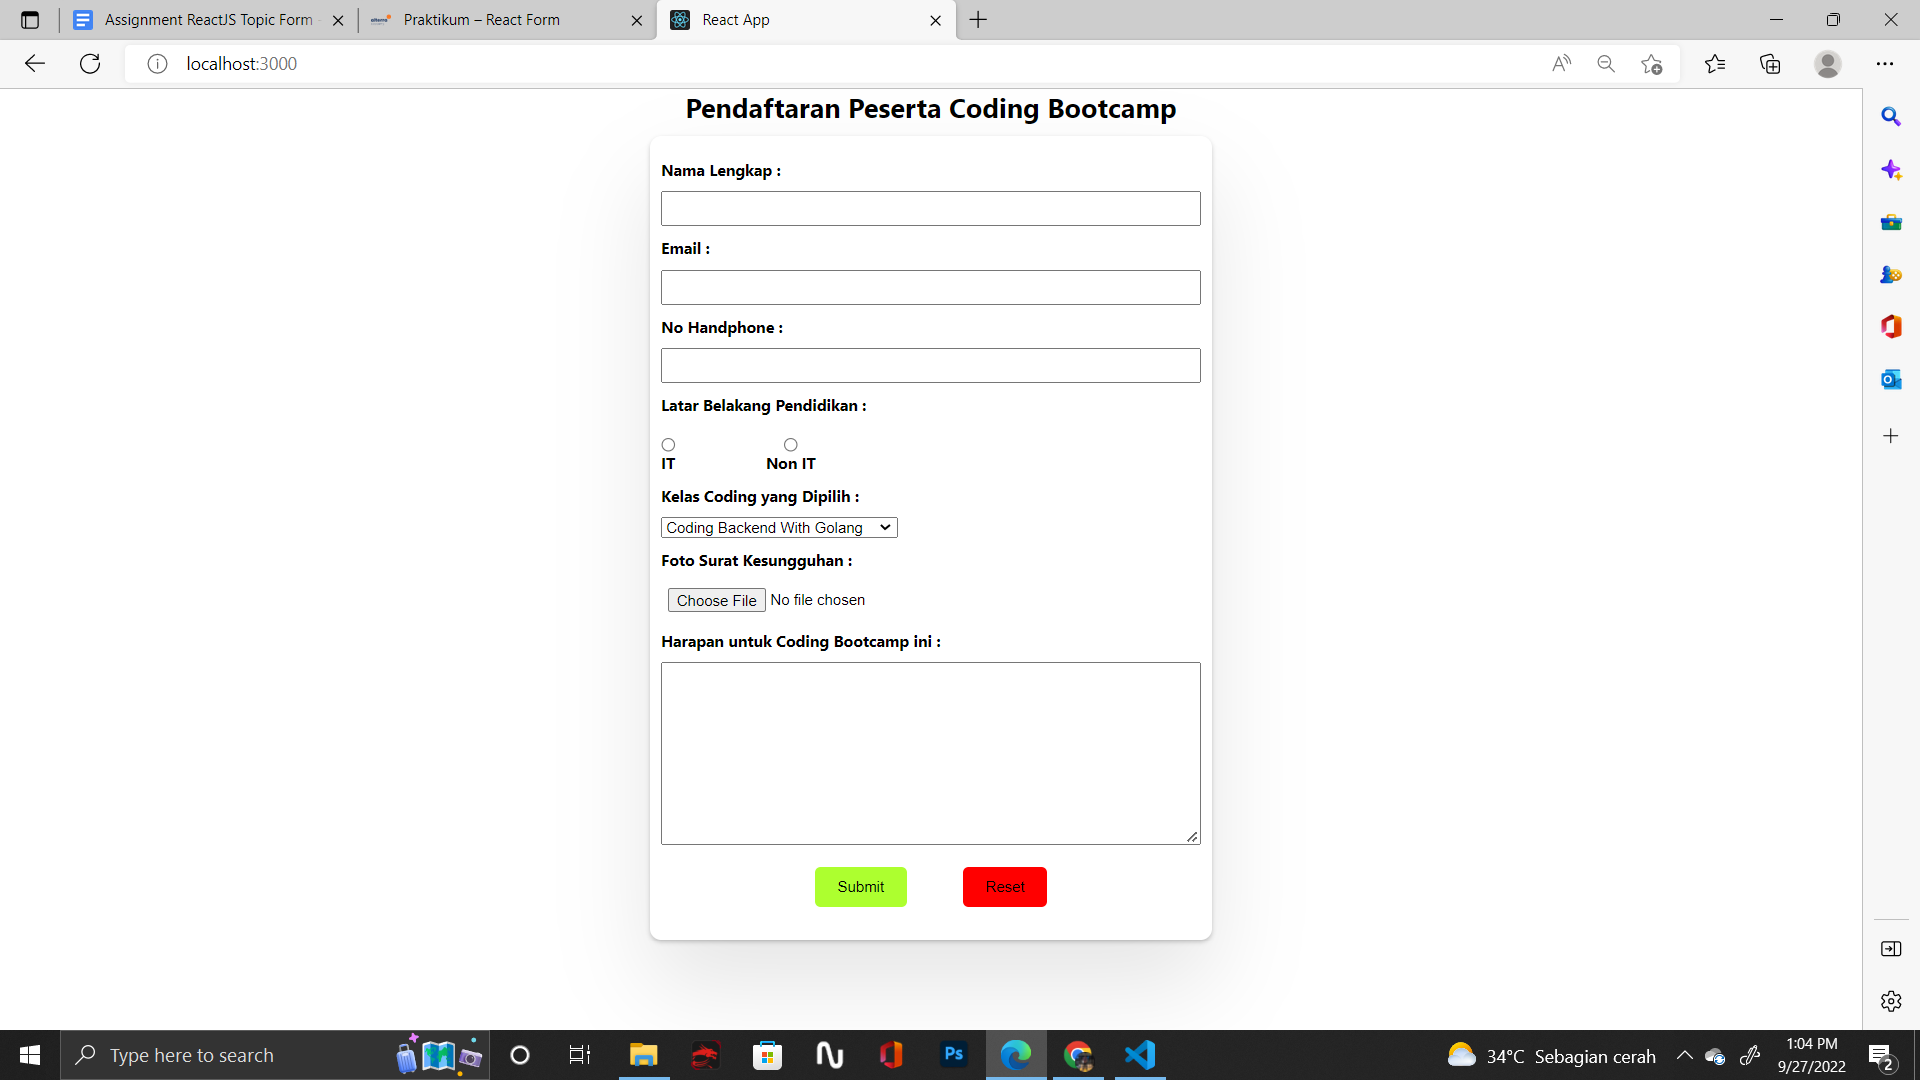 Assignment ReactJS Topic Form
Praktikum – React Form
React App
localhost:3000
Pendaftaran Peserta Coding Bootcamp
Nama Lengkap :
Email :
No Handphone :
Latar Belakang Pendidikan :
IT
Non IT
Kelas Coding yang Dipilih :
Coding Backend With Golang
Foto Surat Kesungguhan :
Choose File No file chosen
Harapan untuk Coding Bootcamp ini :
Submit
Reset
Type here to search
Ps
34°C Sebagian cerah
1:04 PM
9/27/2022
2